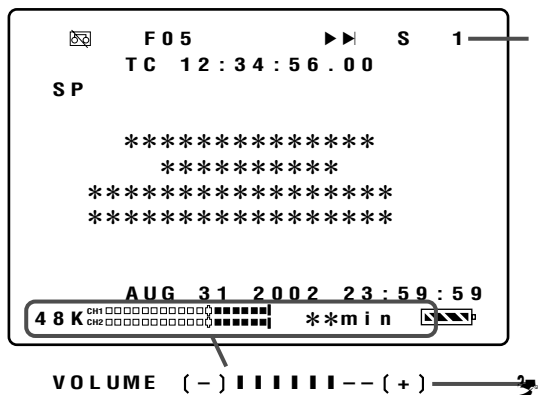 F05 ▶▶| S 1
TC 12:34:56.00
SP
**************
**********
*****************
*****************
AUG 31 2002 23:59:59
48K CH1 **min
CH2
VOLUME (–)▮▮▮▮▮▮––(+)